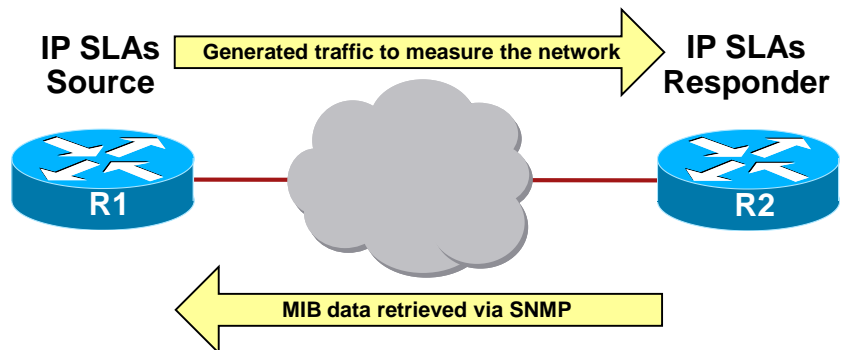 IP SLAs
Source
Generated traffic to measure the network
IP SLAs
Responder
R1
R2
MIB data retrieved via SNMP